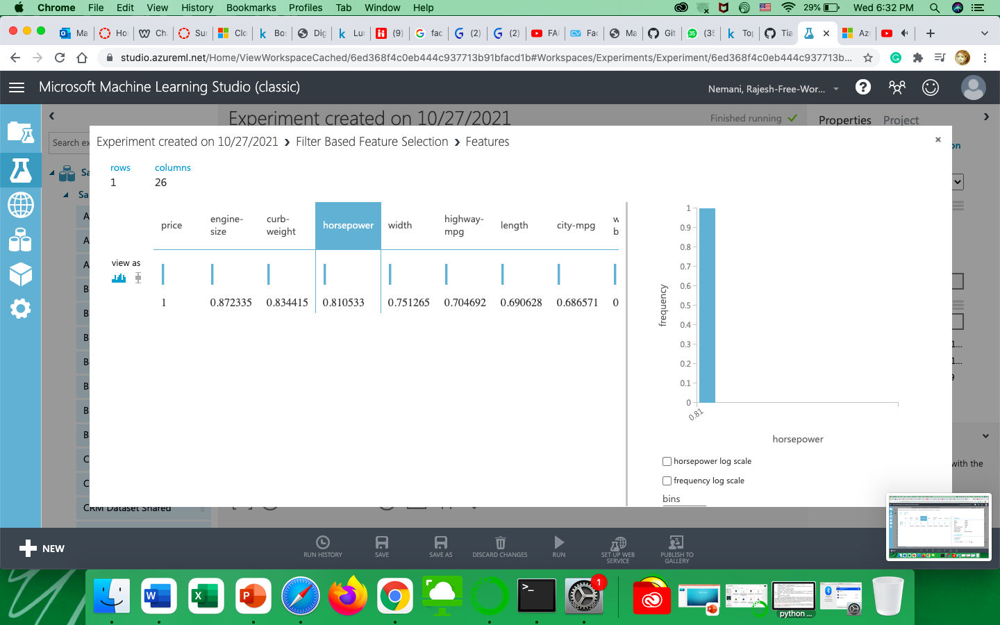 Chrome File Edit View History Bookmarks Profiles Tab Window Help 29% Wed 6:32 PM
Ma Ho Ch Su Clo Bo Dig Lu (9) fac (2) (2) FA Fac Ma Git (3 To Tia Az
studio.azureml.net/Home/ViewWorkspaceCached/6ed368f4c0eb444c937713b91bfacd1b#Workspaces/Experiments/Experiment/6ed368f4c0eb444c937713b...
Microsoft Machine Learning Studio (classic)
Nemani, Rajesh-Free-Wor...
Experiment created on 10/27/2021
Finished running
Properties Project
Search ex
Experiment created on 10/27/2021 › Filter Based Feature Selection › Features
rows columns
1 26
price engine-size curb-weight horsepower width highway-mpg length city-mpg
view as
1 0.872335 0.834415 0.810533 0.751265 0.704692 0.690628 0.686571 0
1
0.9
0.8
0.7
0.6
0.5
0.4
0.3
0.2
0.1
0
frequency
0.81
horsepower
horsepower log scale
frequency log scale
bins
Sa
Sa
A
A
A
B
B
B
B
B
B
B
C
C
CRM Dataset Shared
on
1...
1...
with the
NEW
RUN HISTORY
SAVE
SAVE AS
DISCARD CHANGES
RUN
SET UP WEB SERVICE
PUBLISH TO GALLERY
1
python ...